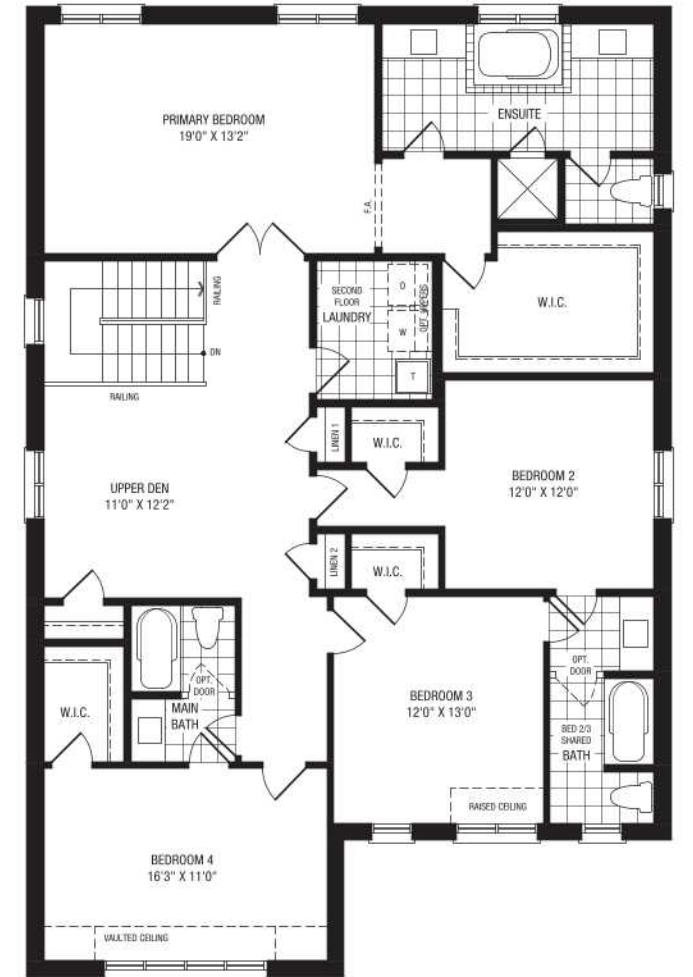 PRIMARY BEDROOM
19'0" X 13'2"
ENSUITE
F.A.
RAILING
DN
RAILING
SECOND
FLOOR
LAUNDRY
D
W
OPT. UPPERS
T
W.I.C.
LINEN 1
W.I.C.
BEDROOM 2
12'0" X 12'0"
UPPER DEN
11'0" X 12'2"
LINEN 2
W.I.C.
OPT.
DOOR
MAIN
BATH
W.I.C.
BEDROOM 3
12'0" X 13'0"
OPT.
DOOR
BED 2/3
SHARED
BATH
RAISED CEILING
BEDROOM 4
16'3" X 11'0"
VAULTED CEILING